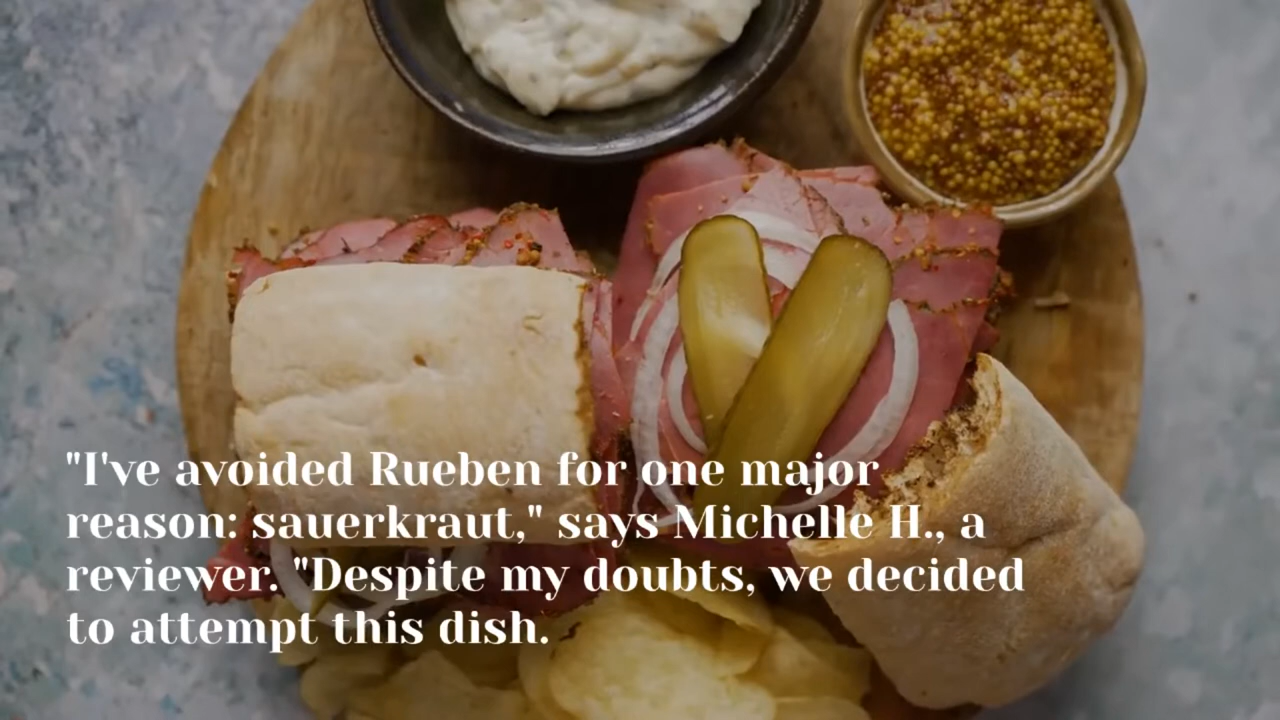 "I've avoided Rueben for one major
reason: sauerkraut," says Michelle H., a
reviewer. "Despite my doubts, we decided
to attempt this dish.